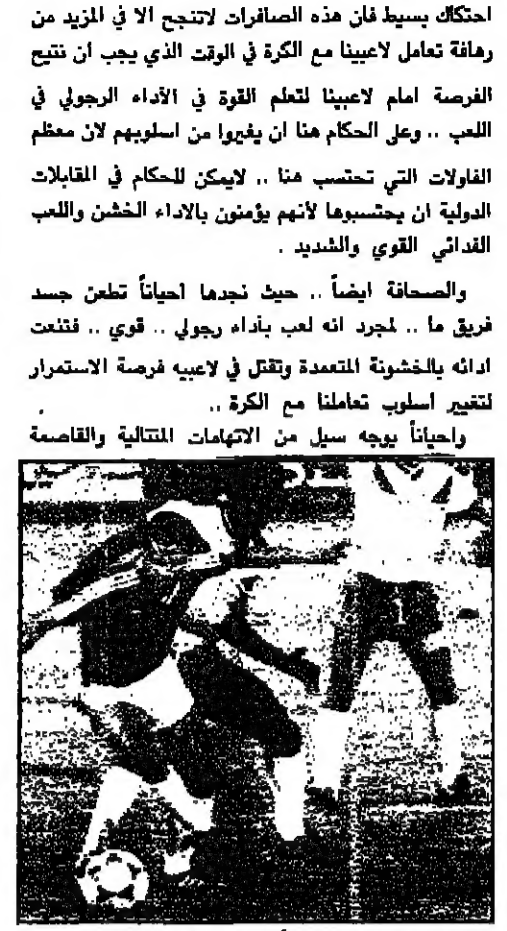 احتكاك بسيط فأن هذه الصافرات لاتنجح الا في المزيد من
رهافة تعامل لاعبينا مع الكرة في الوقت الذي يجب ان نتيح
الفرصة امام لاعبينا لتعلم القوة في الأداء الرجولي في
اللعب .. وعلى الحكام هنا ان يغيروا من اسلوبهم لان معظم
الفاولات التي تحتسب هنا .. لايمكن للحكام في المقابلات
الدولية ان يحتسبوها لأنهم يؤمنون بالاداء الخشن واللعب
الفدائي القوي والشديد .
والصحافة ايضاً .. حيث نجدها احياناً تطعن جسد
فريق ما .. لمجرد انه لعب بأداء رجولي .. قوي .. فتنعت
ادائه بالخشونة المتعمدة وتقتل في لاعبيه فرصة الاستمرار
لتغيير اسلوب تعاملنا مع الكرة ..
واحياناً يوجه سيل من الاتهامات المتتالية والقاصمة